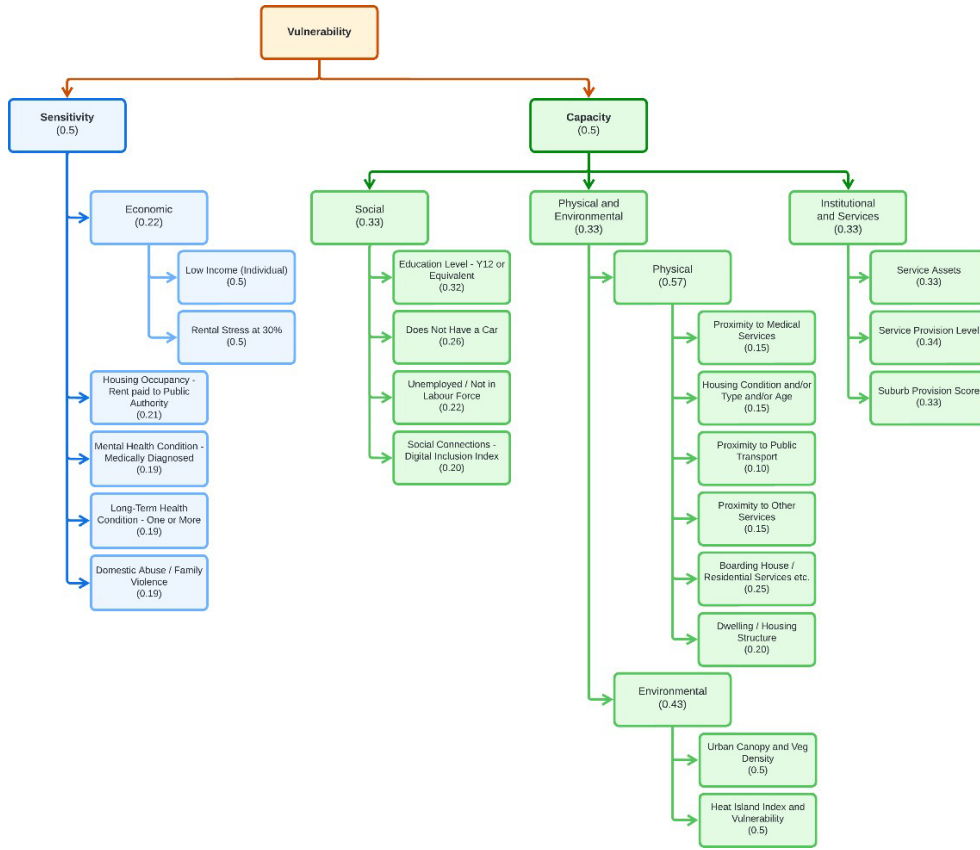 Vulnerability
Sensitivity
(0.5)
Capacity
(0.5)
Economic
(0.22)
Low Income (Individual)
(0.5)
Rental Stress at 30%
(0.5)
Housing Occupancy -
Rent paid to Public
Authority
(0.21)
Mental Health Condition -
Medically Diagnosed
(0.19)
Long-Term Health
Condition - One or More
(0.19)
Domestic Abuse / Family
Violence
(0.19)
Social
(0.33)
Education Level - Y12 or
Equivalent
(0.32)
Does Not Have a Car
(0.26)
Unemployed / Not in
Labour Force
(0.22)
Social Connections -
Digital Inclusion Index
(0.20)
Physical and
Environmental
(0.33)
Physical
(0.57)
Proximity to Medical
Services
(0.15)
Housing Condition and/or
Type and/or Age
(0.15)
Proximity to Public
Transport
(0.10)
Proximity to Other
Services
(0.15)
Boarding House /
Residential Services etc.
(0.25)
Dwelling / Housing
Structure
(0.20)
Environmental
(0.43)
Urban Canopy and Veg
Density
(0.5)
Heat Island Index and
Vulnerability
(0.5)
Institutional
and Services
(0.33)
Service Assets
(0.33)
Service Provision Level
(0.34)
Suburb Provision Score
(0.33)